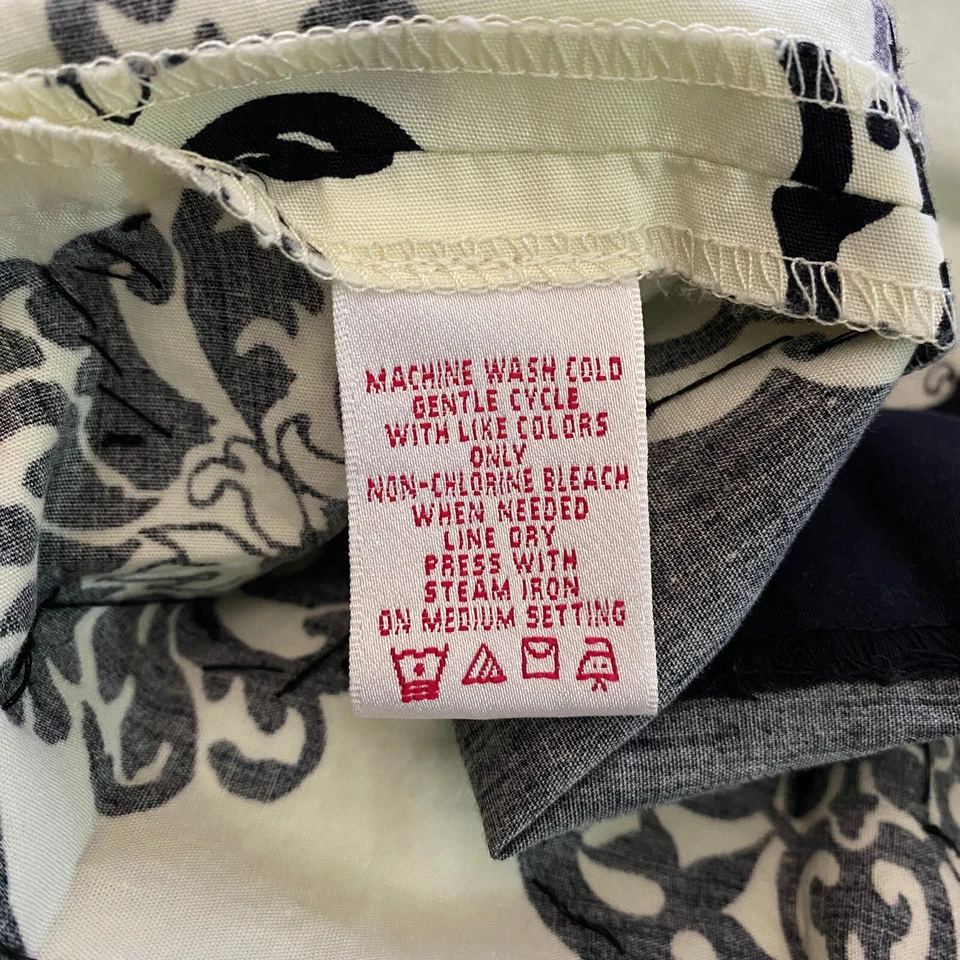 MACHINE WASH COLD
GENTLE CYCLE
WITH LIKE COLORS
ONLY
NON-CHLORINE BLEACH
WHEN NEEDED
LINE DRY
PRESS WITH
STEAM IRON
ON MEDIUM SETTING